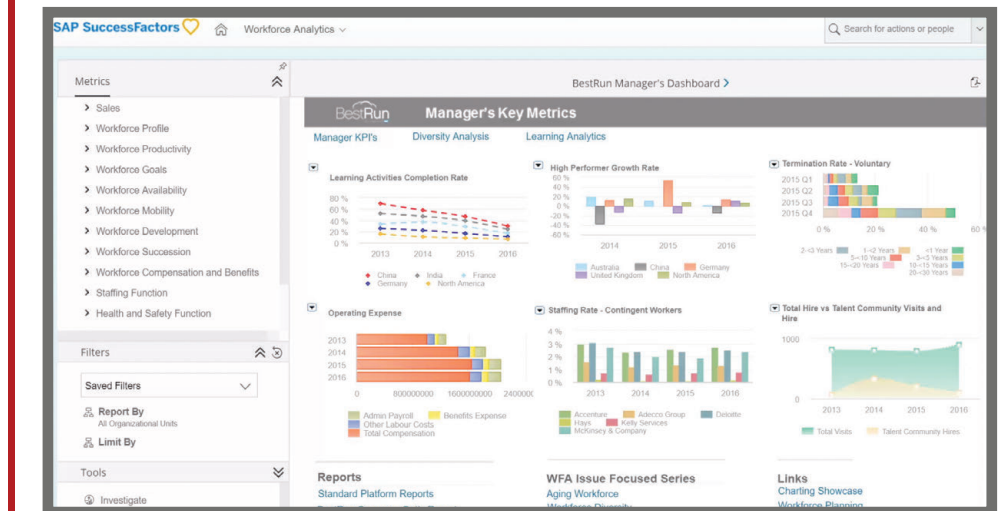 SAP SuccessFactors
Workforce Analytics
Search for actions or people
Metrics
Sales
Workforce Profile
Workforce Productivity
Workforce Goals
Workforce Availability
Workforce Mobility
Workforce Development
Workforce Succession
Workforce Compensation and Benefits
Staffing Function
Health and Safety Function
Filters
Saved Filters
Report By
All Organizational Units
Limit By
Tools
Investigate
BestRun Manager's Dashboard
BestRun Manager's Key Metrics
Manager KPI's Diversity Analysis Learning Analytics
Learning Activities Completion Rate
80 %
60 %
40 %
20 %
0 %
2013 2014 2015 2016
China India France
Germany North America
High Performer Growth Rate
60 %
40 %
20 %
0 %
-20 %
-40 %
-60 %
2014 2015 2016
Australia China Germany
United Kingdom North America
Termination Rate - Voluntary
2015 Q1
2015 Q2
2015 Q3
2015 Q4
0 % 20 % 40 % 60 %
2-<3 Years 1-<2 Years <1 Year
5-<10 Years 3-<5 Years
15-<20 Years 10-<15 Years
20-<30 Years
Operating Expense
2013
2014
2015
2016
0 800000000 1600000000 2400000
Admin Payroll Benefits Expense
Other Labour Costs
Total Compensation
Staffing Rate - Contingent Workers
4 %
3 %
2 %
1 %
0 %
2013 2014 2015 2016
Accenture Adecco Group Deloitte
Hays Kelly Services
McKinsey & Company
Total Hire vs Talent Community Visits and
Hire
1000
0
2013 2014 2015 2016
Total Visits Talent Community Hires
Reports
Standard Platform Reports
WFA Issue Focused Series
Aging Workforce
Workforce Diversity
Links
Charting Showcase
Workforce Planning